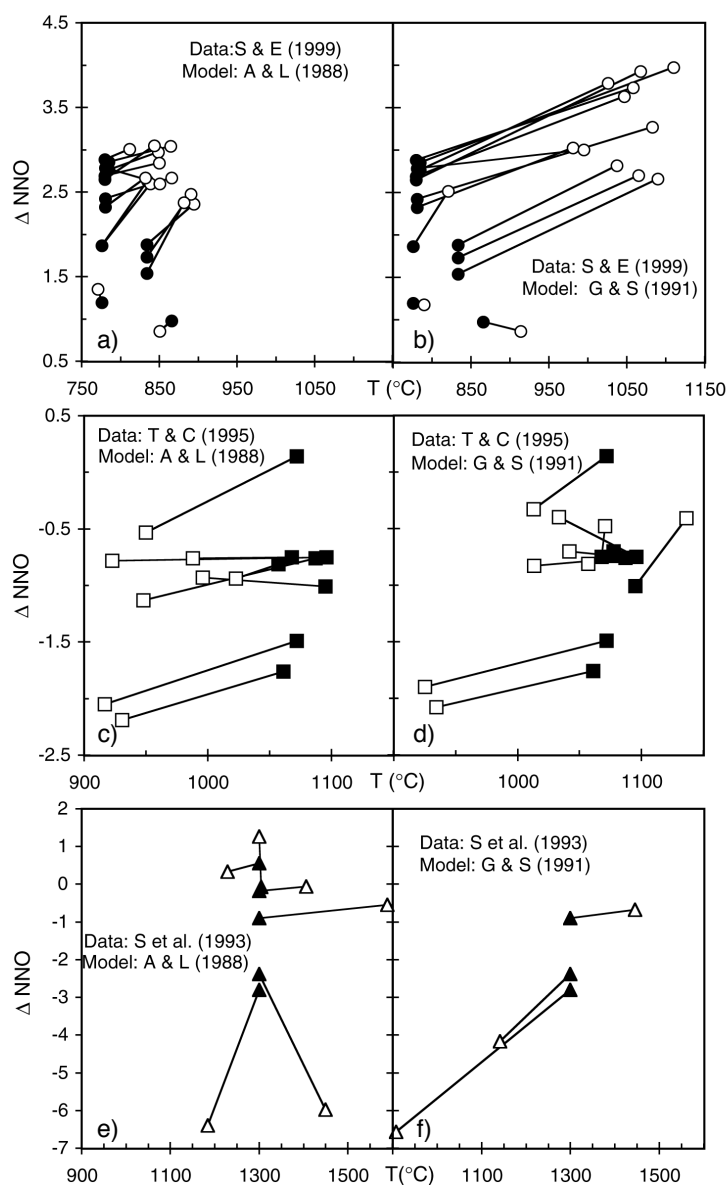 4.5
3.5
2.5
1.5
0.5
Δ NNO
Data:S & E (1999)
Model: A & L (1988)
a)
Data: S & E (1999)
Model:  G & S (1991)
b)
750 850 950 1050 T (°C) 850 950 1050 1150
0.5
-0.5
-1.5
-2.5
Δ NNO
Data: T & C (1995)
Model: A & L (1988)
c)
Data: T & C (1995)
Model: G & S (1991)
d)
900 1000 1100 T (°C) 1000 1100
2
1
0
-1
-2
-3
-4
-5
-6
-7
Δ NNO
Data: S et al. (1993)
Model: A & L (1988)
e)
Data: S et al. (1993)
Model: G & S (1991)
f)
900 1100 1300 1500 T(°C) 1100 1300 1500